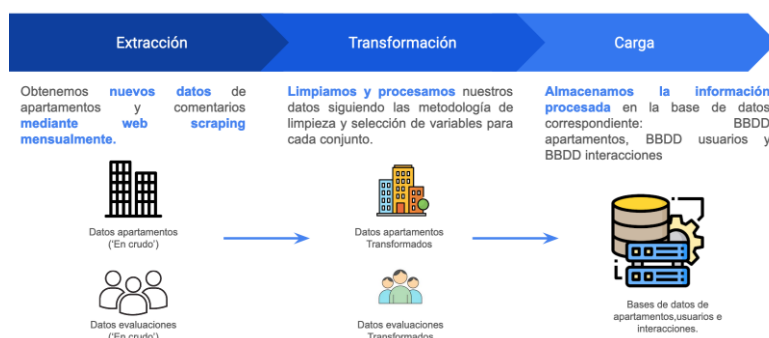 Extracción
Transformación
Carga
Obtenemos nuevos datos de
apartamentos y comentarios
mediante web scraping
mensualmente.
Limpiamos y procesamos nuestros
datos siguiendo las metodología de
limpieza y selección de variables para
cada conjunto.
Almacenamos la información
procesada en la base de datos
correspondiente: BBDD
apartamentos, BBDD usuarios y
BBDD interacciones
Datos apartamentos
('En crudo')
Datos apartamentos
Transformados
Datos evaluaciones
('En crudo')
Datos evaluaciones
Transformados
Bases de datos de
apartamentos,usuarios e
interacciones.